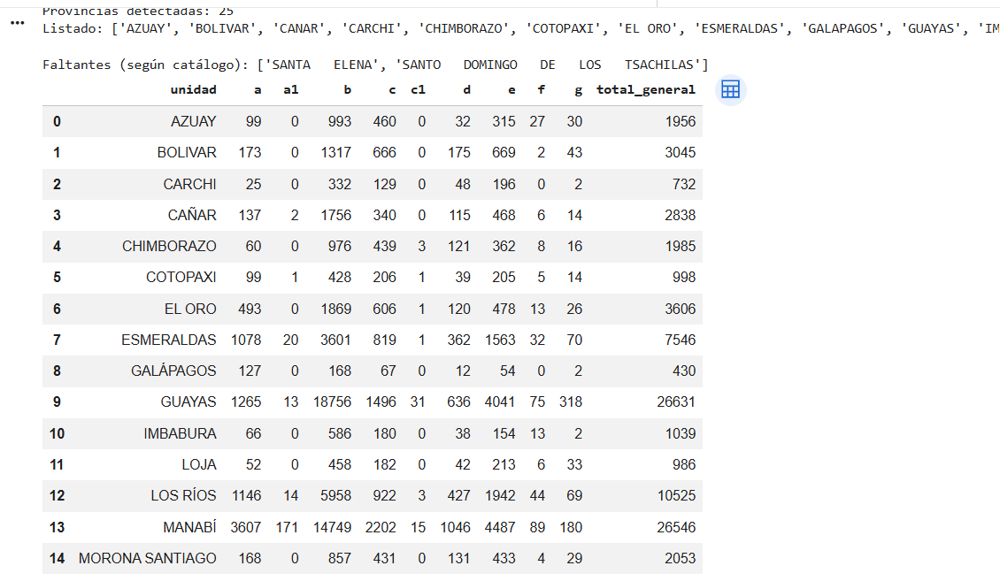 Provincias detectadas: 25
Listado: ['AZUAY', 'BOLIVAR', 'CANAR', 'CARCHI', 'CHIMBORAZO', 'COTOPAXI', 'EL ORO', 'ESMERALDAS', 'GALAPAGOS', 'GUAYAS', 'IM
Faltantes (según catálogo): ['SANTA   ELENA', 'SANTO   DOMINGO   DE   LOS   TSACHILAS']
unidad a a1 b c c1 d e f g total_general
0 AZUAY 99 0 993 460 0 32 315 27 30 1956
1 BOLIVAR 173 0 1317 666 0 175 669 2 43 3045
2 CARCHI 25 0 332 129 0 48 196 0 2 732
3 CAÑAR 137 2 1756 340 0 115 468 6 14 2838
4 CHIMBORAZO 60 0 976 439 3 121 362 8 16 1985
5 COTOPAXI 99 1 428 206 1 39 205 5 14 998
6 EL ORO 493 0 1869 606 1 120 478 13 26 3606
7 ESMERALDAS 1078 20 3601 819 1 362 1563 32 70 7546
8 GALÁPAGOS 127 0 168 67 0 12 54 0 2 430
9 GUAYAS 1265 13 18756 1496 31 636 4041 75 318 26631
10 IMBABURA 66 0 586 180 0 38 154 13 2 1039
11 LOJA 52 0 458 182 0 42 213 6 33 986
12 LOS RÍOS 1146 14 5958 922 3 427 1942 44 69 10525
13 MANABÍ 3607 171 14749 2202 15 1046 4487 89 180 26546
14 MORONA SANTIAGO 168 0 857 431 0 131 433 4 29 2053